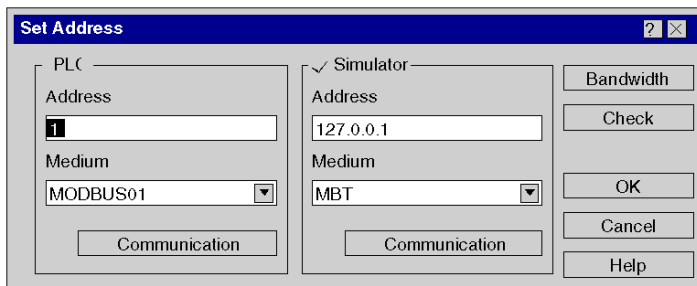 Set Address
PLC
Address
1
Medium
MODBUS01
Communication
Simulator
Address
127.0.0.1
Medium
MBT
Communication
Bandwidth
Check
OK
Cancel
Help